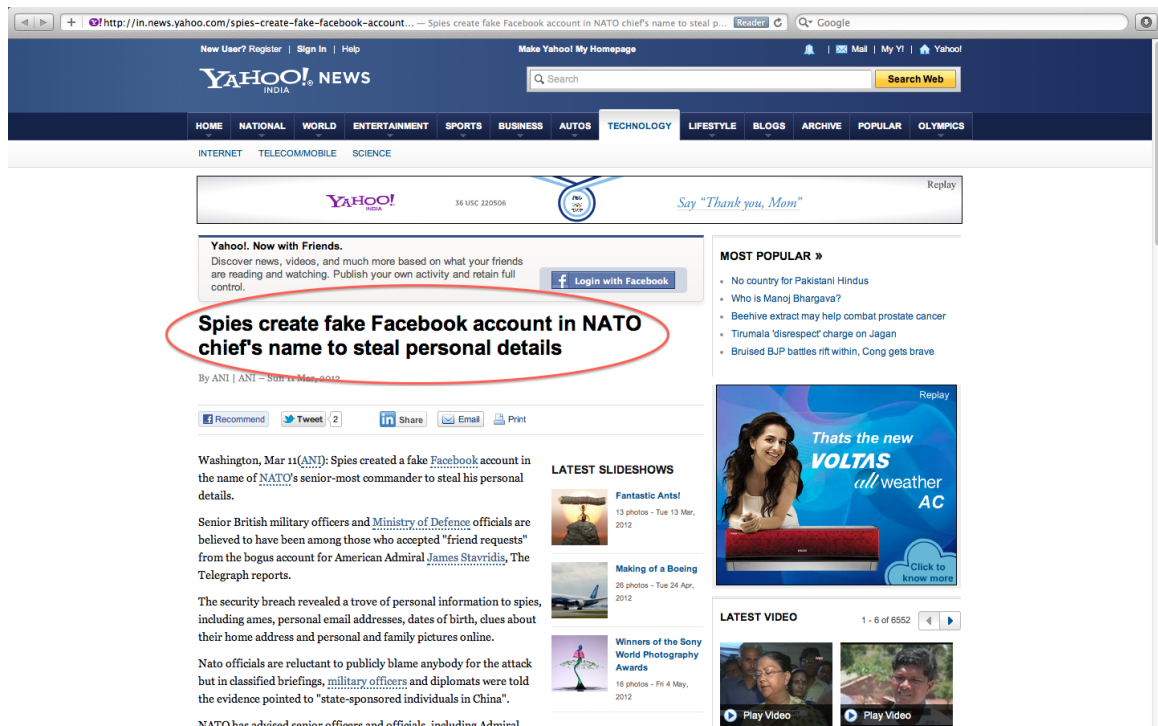 http://in.news.yahoo.com/spies-create-fake-facebook-account... — Spies create fake Facebook account in NATO chief's name to steal p... Reader
Google
New User? Register | Sign In | Help
Make Yahoo! My Homepage
Mail | My Y! | Yahoo!
YAHOO! NEWS
INDIA
Search
Search Web
HOME NATIONAL WORLD ENTERTAINMENT SPORTS BUSINESS AUTOS TECHNOLOGY LIFESTYLE BLOGS ARCHIVE POPULAR OLYMPICS
INTERNET TELECOM/MOBILE SCIENCE
YAHOO!
INDIA
36 USC 220506
Say “Thank you, Mom”
Replay
Yahoo!. Now with Friends.
Discover news, videos, and much more based on what your friends
are reading and watching. Publish your own activity and retain full
control.
Login with Facebook
Spies create fake Facebook account in NATO
chief's name to steal personal details
By ANI | ANI – Sun 11 Mar, 2012
Recommend
Tweet 2
Share
Email
Print
Washington, Mar 11(ANI): Spies created a fake Facebook account in
the name of NATO's senior-most commander to steal his personal
details.
Senior British military officers and Ministry of Defence officials are
believed to have been among those who accepted "friend requests"
from the bogus account for American Admiral James Stavridis, The
Telegraph reports.
The security breach revealed a trove of personal information to spies,
including ames, personal email addresses, dates of birth, clues about
their home address and personal and family pictures online.
Nato officials are reluctant to publicly blame anybody for the attack
but in classified briefings, military officers and diplomats were told
the evidence pointed to "state-sponsored individuals in China".
NATO has advised senior officers and officials, including Admiral
LATEST SLIDESHOWS
Fantastic Ants!
13 photos - Tue 13 Mar,
2012
Making of a Boeing
26 photos - Tue 24 Apr,
2012
Winners of the Sony
World Photography
Awards
16 photos - Fri 4 May,
2012
MOST POPULAR »
No country for Pakistani Hindus
Who is Manoj Bhargava?
Beehive extract may help combat prostate cancer
Tirumala 'disrespect' charge on Jagan
Bruised BJP battles rift within, Cong gets brave
Replay
Thats the new
VOLTAS
all weather
AC
Click to
know more
LATEST VIDEO
1 - 6 of 6552
Play Video
Play Video